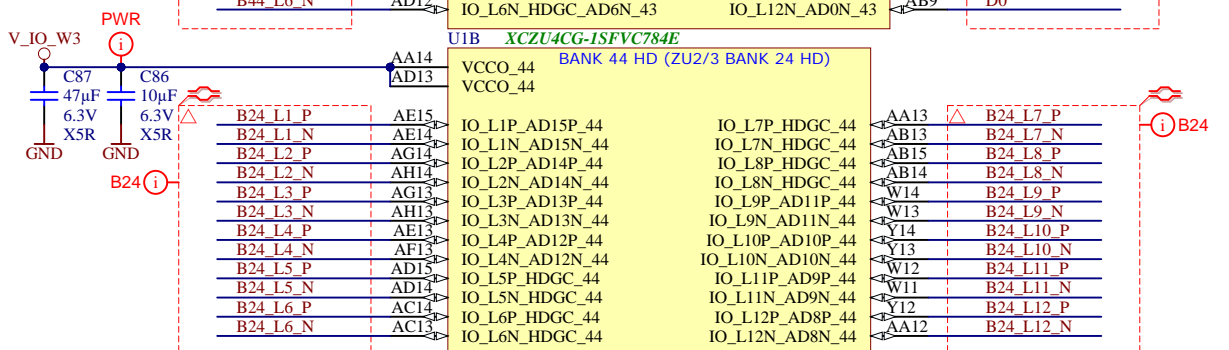 B44_L6_N AD12 IO_L6N_HDGC_AD6N_43 IO_L12N_AD0N_43 AB9 D0
PWR
V_IO_W3
U1B XCZU4CG-1SFVC784E
BANK 44 HD (ZU2/3 BANK 24 HD)
AA14 VCCO_44
AD13 VCCO_44
C87 C86
47µF 10µF
6.3V 6.3V
X5R X5R
GND GND
B24
B24
B24_L1_P AE15 IO_L1P_AD15P_44 IO_L7P_HDGC_44 AA13 B24_L7_P
B24_L1_N AE14 IO_L1N_AD15N_44 IO_L7N_HDGC_44 AB13 B24_L7_N
B24_L2_P AG14 IO_L2P_AD14P_44 IO_L8P_HDGC_44 AB15 B24_L8_P
B24_L2_N AH14 IO_L2N_AD14N_44 IO_L8N_HDGC_44 AB14 B24_L8_N
B24_L3_P AG13 IO_L3P_AD13P_44 IO_L9P_AD11P_44 W14 B24_L9_P
B24_L3_N AH13 IO_L3N_AD13N_44 IO_L9N_AD11N_44 W13 B24_L9_N
B24_L4_P AE13 IO_L4P_AD12P_44 IO_L10P_AD10P_44 Y14 B24_L10_P
B24_L4_N AF13 IO_L4N_AD12N_44 IO_L10N_AD10N_44 Y13 B24_L10_N
B24_L5_P AD15 IO_L5P_HDGC_44 IO_L11P_AD9P_44 W12 B24_L11_P
B24_L5_N AD14 IO_L5N_HDGC_44 IO_L11N_AD9N_44 W11 B24_L11_N
B24_L6_P AC14 IO_L6P_HDGC_44 IO_L12P_AD8P_44 Y12 B24_L12_P
B24_L6_N AC13 IO_L6N_HDGC_44 IO_L12N_AD8N_44 AA12 B24_L12_N